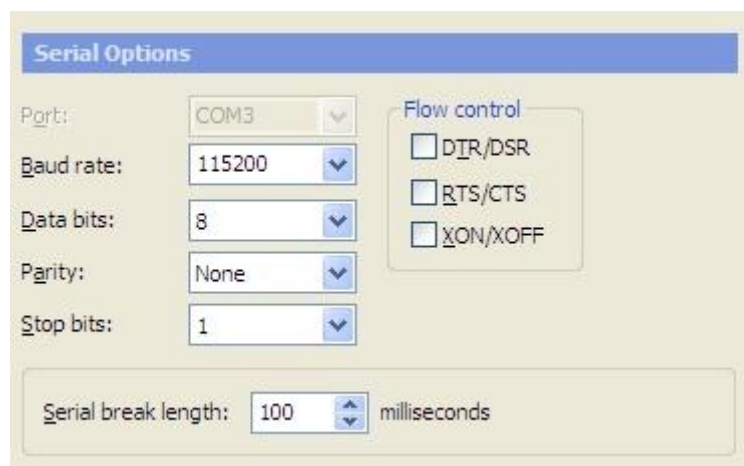 Serial Options
Port: COM3
Baud rate: 115200
Data bits: 8
Parity: None
Stop bits: 1
Flow control
DTR/DSR
RTS/CTS
XON/XOFF
Serial break length: 100 milliseconds